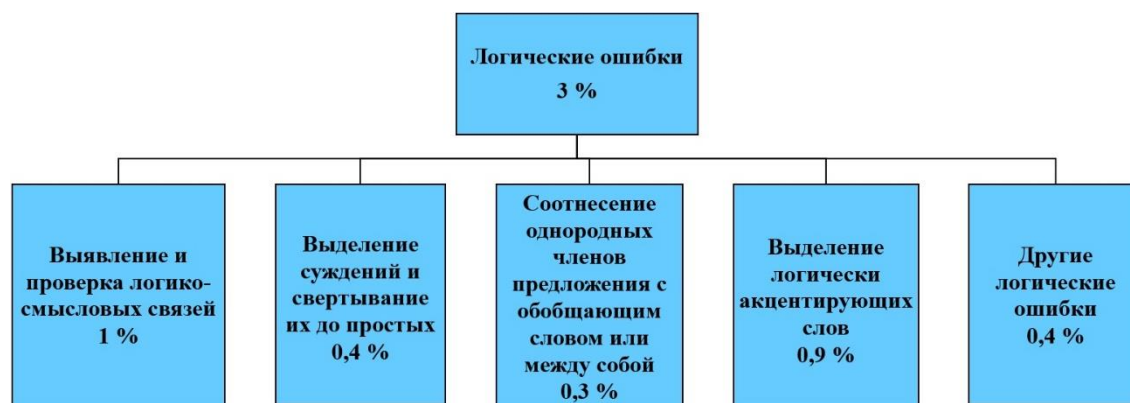 Логические ошибки
3 %
Выявление и
проверка логико-
смысловых связей
1 %
Выделение
суждений и
свертывание
их до простых
0,4 %
Соотнесение
однородных
членов
предложения с
обобщающим
словом или
между собой
0,3 %
Выделение
логически
акцентирующих
слов
0,9 %
Другие
логические
ошибки
0,4 %